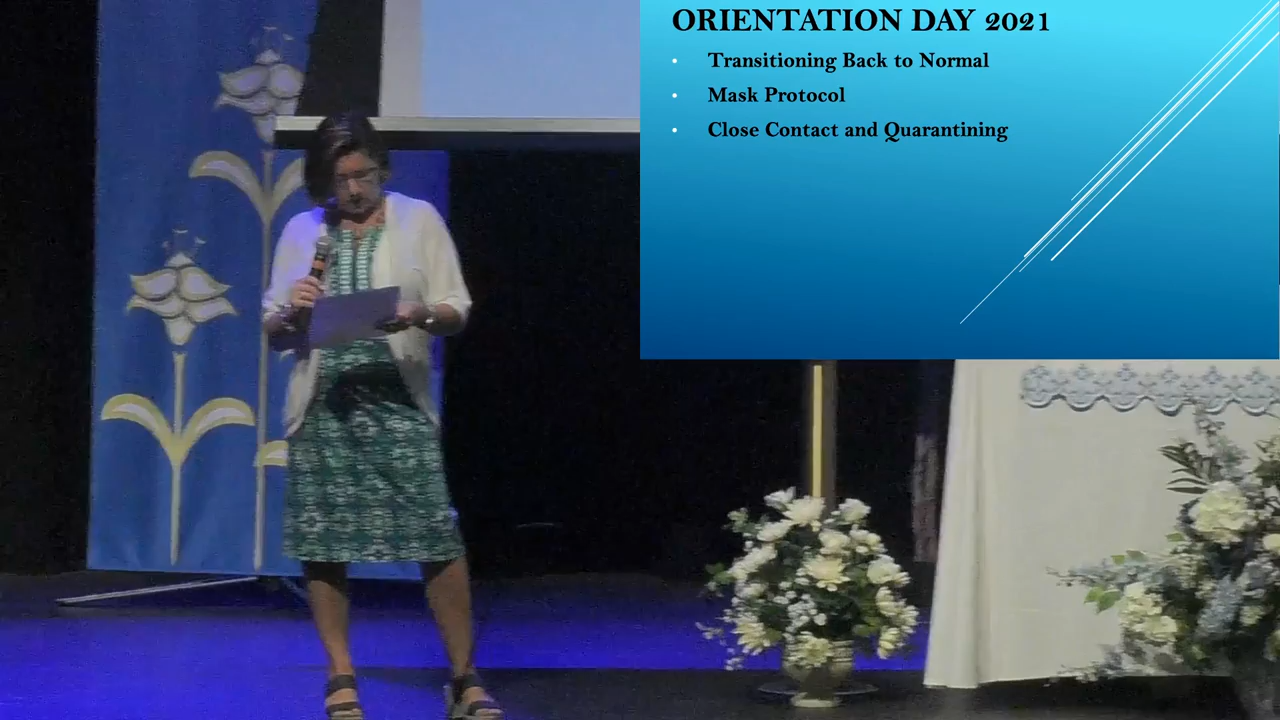 ORIENTATION DAY 2021
• Transitioning Back to Normal
• Mask Protocol
• Close Contact and Quarantining